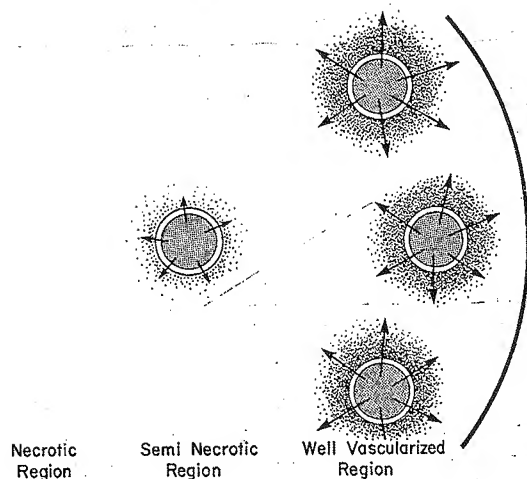 Necrotic
Region
Semi Necrotic
Region
Well Vascularized
Region